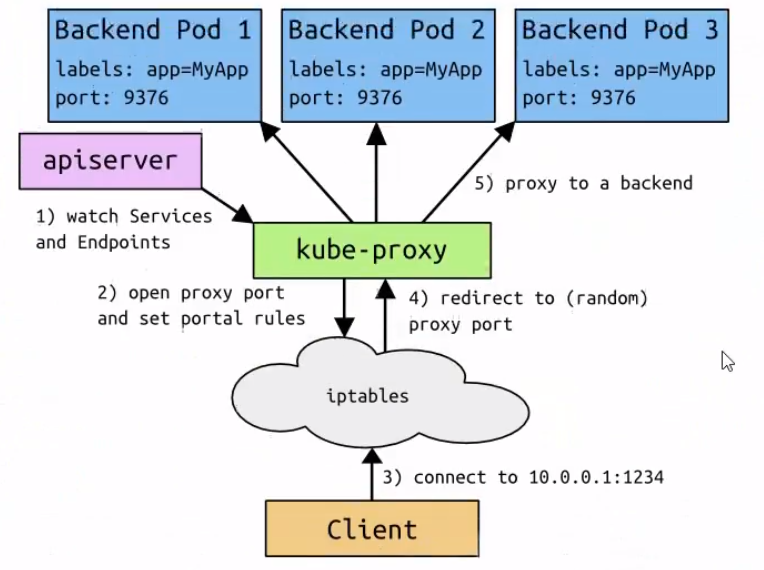 Backend Pod 1
labels: app=MyApp
port: 9376
Backend Pod 2
labels: app=MyApp
port: 9376
Backend Pod 3
labels: app=MyApp
port: 9376
apiserver
1) watch Services
and Endpoints
kube-proxy
5) proxy to a backend
2) open proxy port
and set portal rules
4) redirect to (random)
proxy port
iptables
3) connect to 10.0.0.1:1234
Client